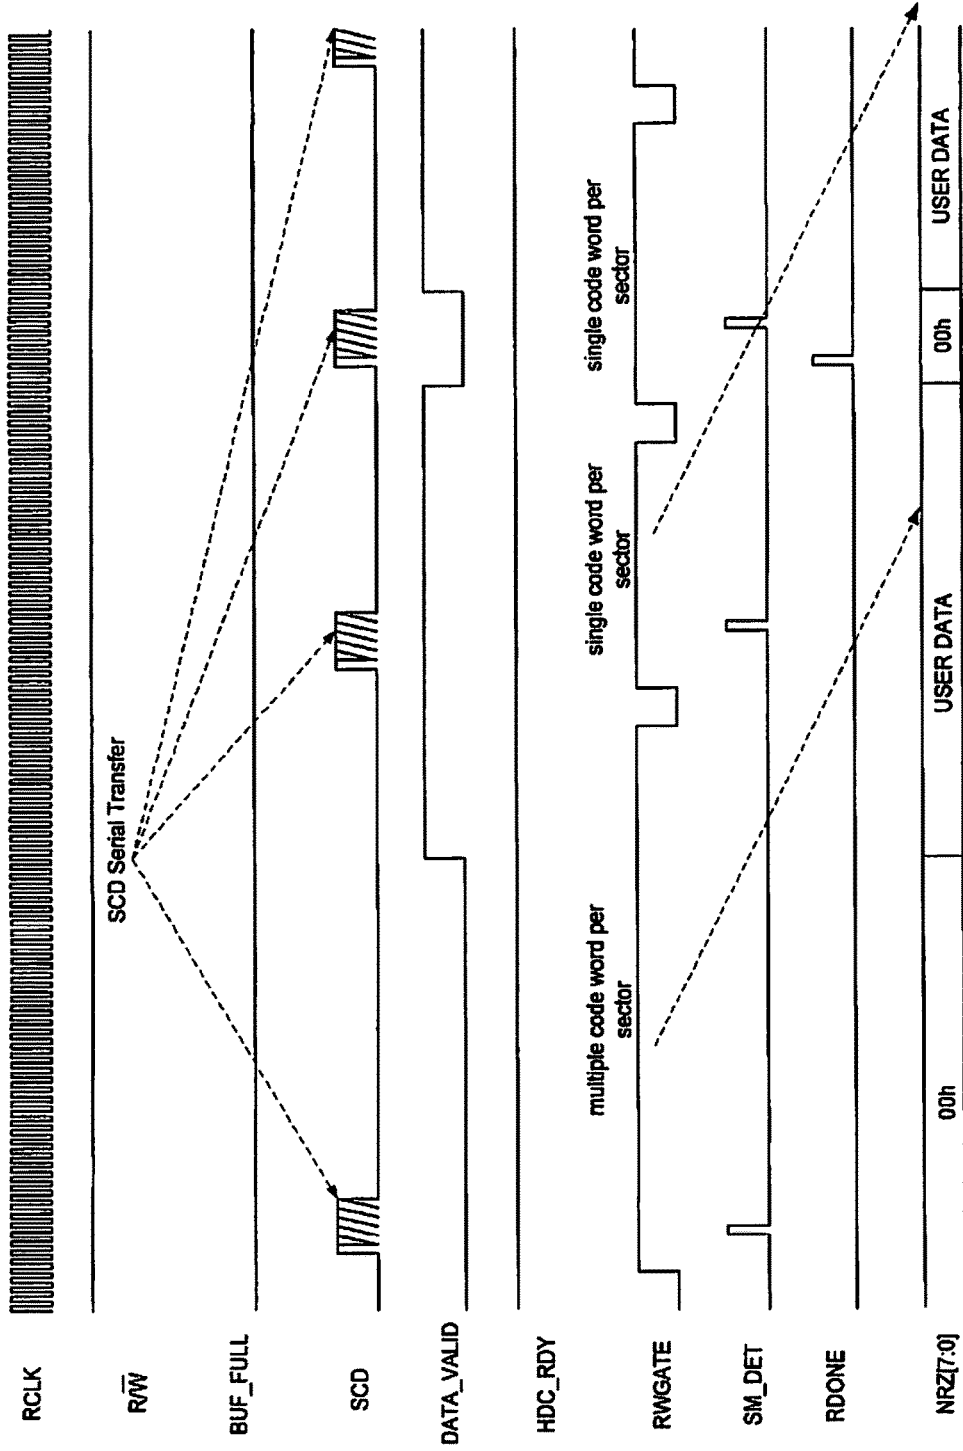 RCLK
R/W̅
BUF_FULL
SCD
DATA_VALID
HDC_RDY
RWGATE
SM_DET
RDONE
NRZ[7:0]
SCD Serial Transfer
multiple code word per
sector
single code word per
sector
single code word per
sector
00h
USER DATA
00h
USER DATA